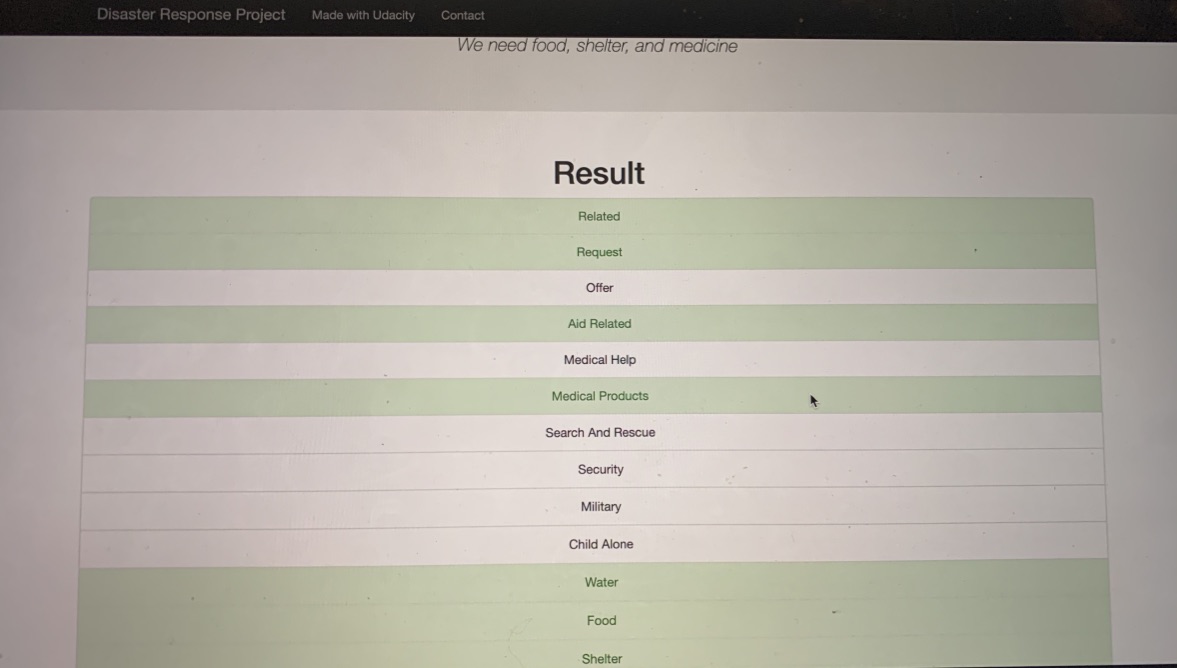 Disaster Response Project Made with Udacity Contact
We need food, shelter, and medicine
Result
Related
Request
Offer
Aid Related
Medical Help
Medical Products
Search And Rescue
Security
Military
Child Alone
Water
Food
Shelter